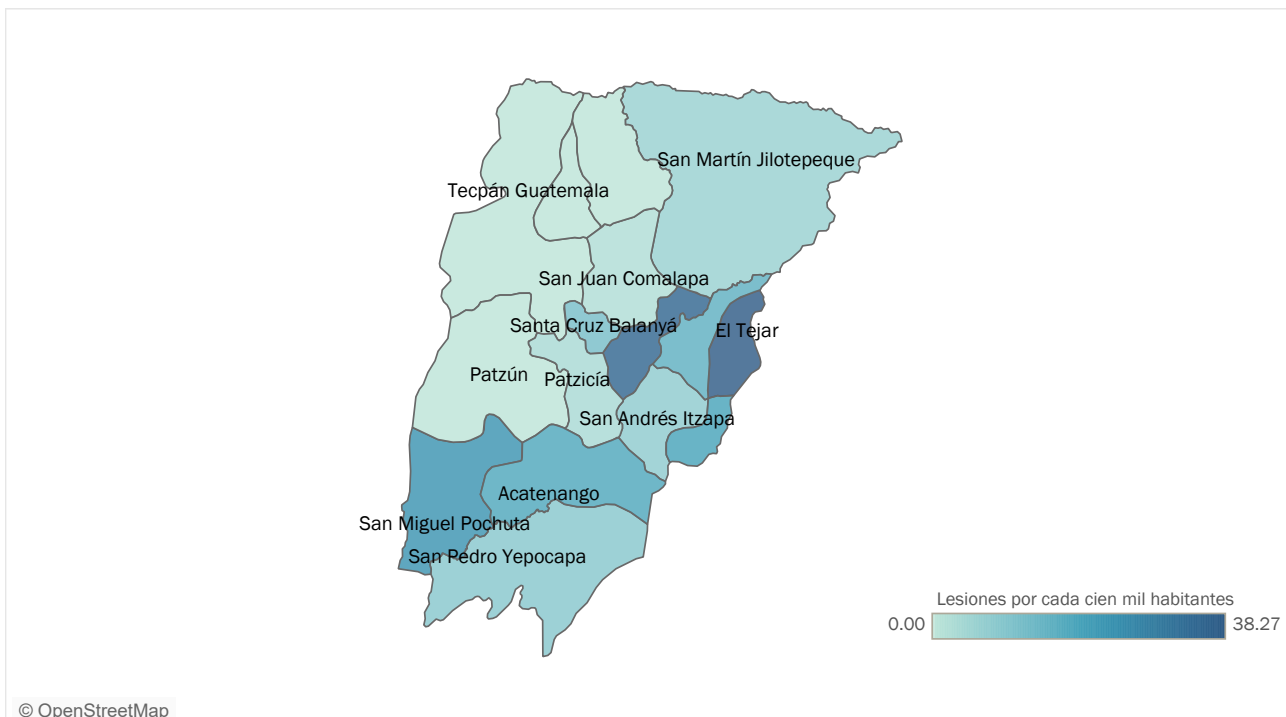 San Martín Jilotepeque
Tecpán Guatemala
San Juan Comalapa
Santa Cruz Balanyá
El Tejar
Patzún
Patzicía
San Andrés Itzapa
Acatenango
San Miguel Pochuta
San Pedro Yepocapa
Lesiones por cada cien mil habitantes
0.00
38.27
© OpenStreetMap